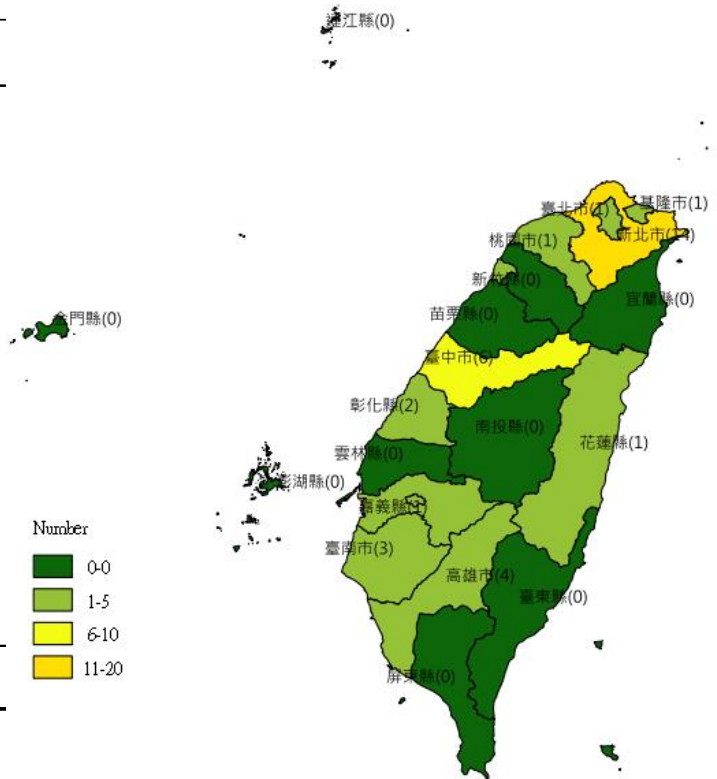 連江縣(0)
基隆市(1)
臺北市(1)
新北市(14)
桃園市(1)
新竹縣(0)
宜蘭縣(0)
苗栗縣(0)
金門縣(0)
臺中市(6)
彰化縣(2)
南投縣(0)
花蓮縣(1)
雲林縣(0)
澎湖縣(0)
嘉義縣(1)
臺南市(3)
高雄市(4)
臺東縣(0)
屏東縣(0)
Number
0-0
1-5
6-10
11-20